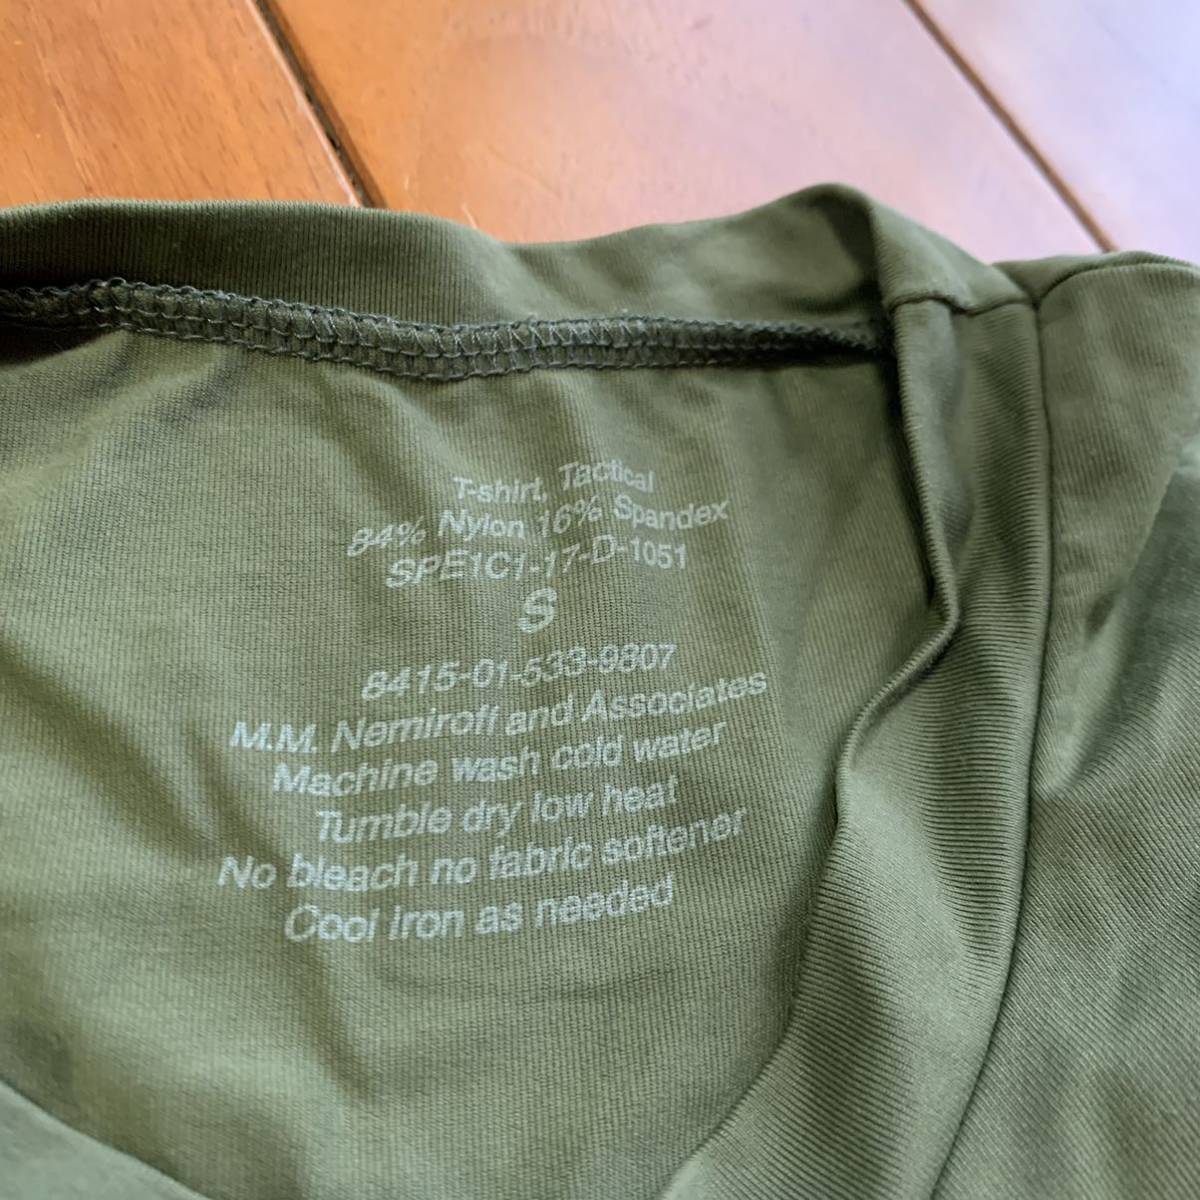 T-shirt, Tactical
84% Nylon 16% Spandex
SPE1C1-17-D-1051
S
8415-01-533-9807
M.M. Nemiroff and Associates
Machine wash cold water
Tumble dry low heat
No bleach no fabric softener
Cool Iron as needed